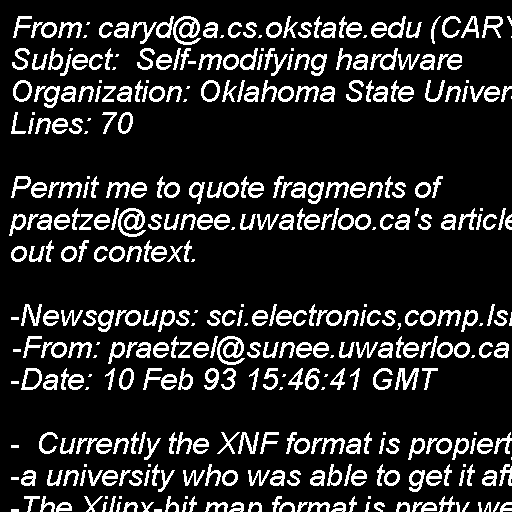 From: caryd@a.cs.okstate.edu (CARY
Subject:  Self-modifying hardware
Organization: Oklahoma State Univer
Lines: 70

Permit me to quote fragments of
praetzel@sunee.uwaterloo.ca's article
out of context.

-Newsgroups: sci.electronics,comp.lsi
-From: praetzel@sunee.uwaterloo.ca
-Date: 10 Feb 93 15:46:41 GMT

-  Currently the XNF format is propiert
-a university who was able to get it aft
-The Xilinx-bit map format is pretty we